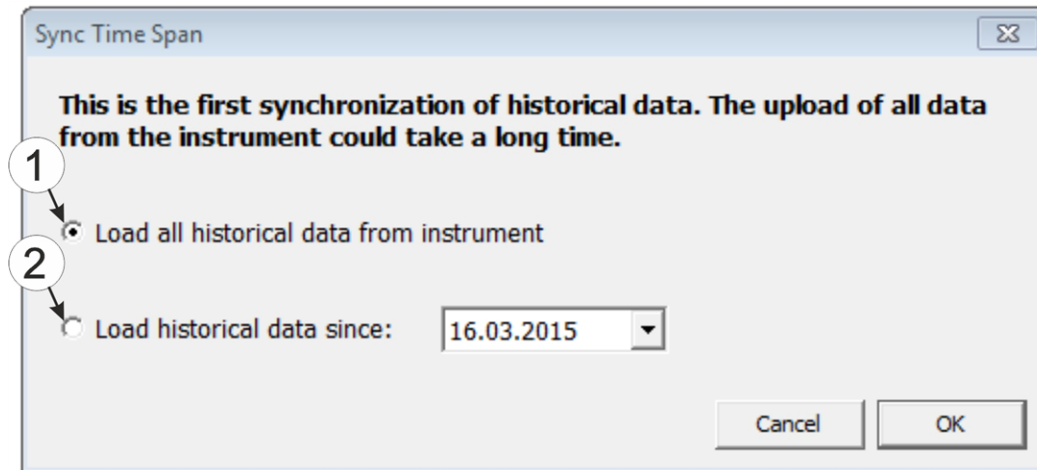 Sync Time Span
This is the first synchronization of historical data. The upload of all data
from the instrument could take a long time.
1
Load all historical data from instrument
2
Load historical data since: 16.03.2015
Cancel OK